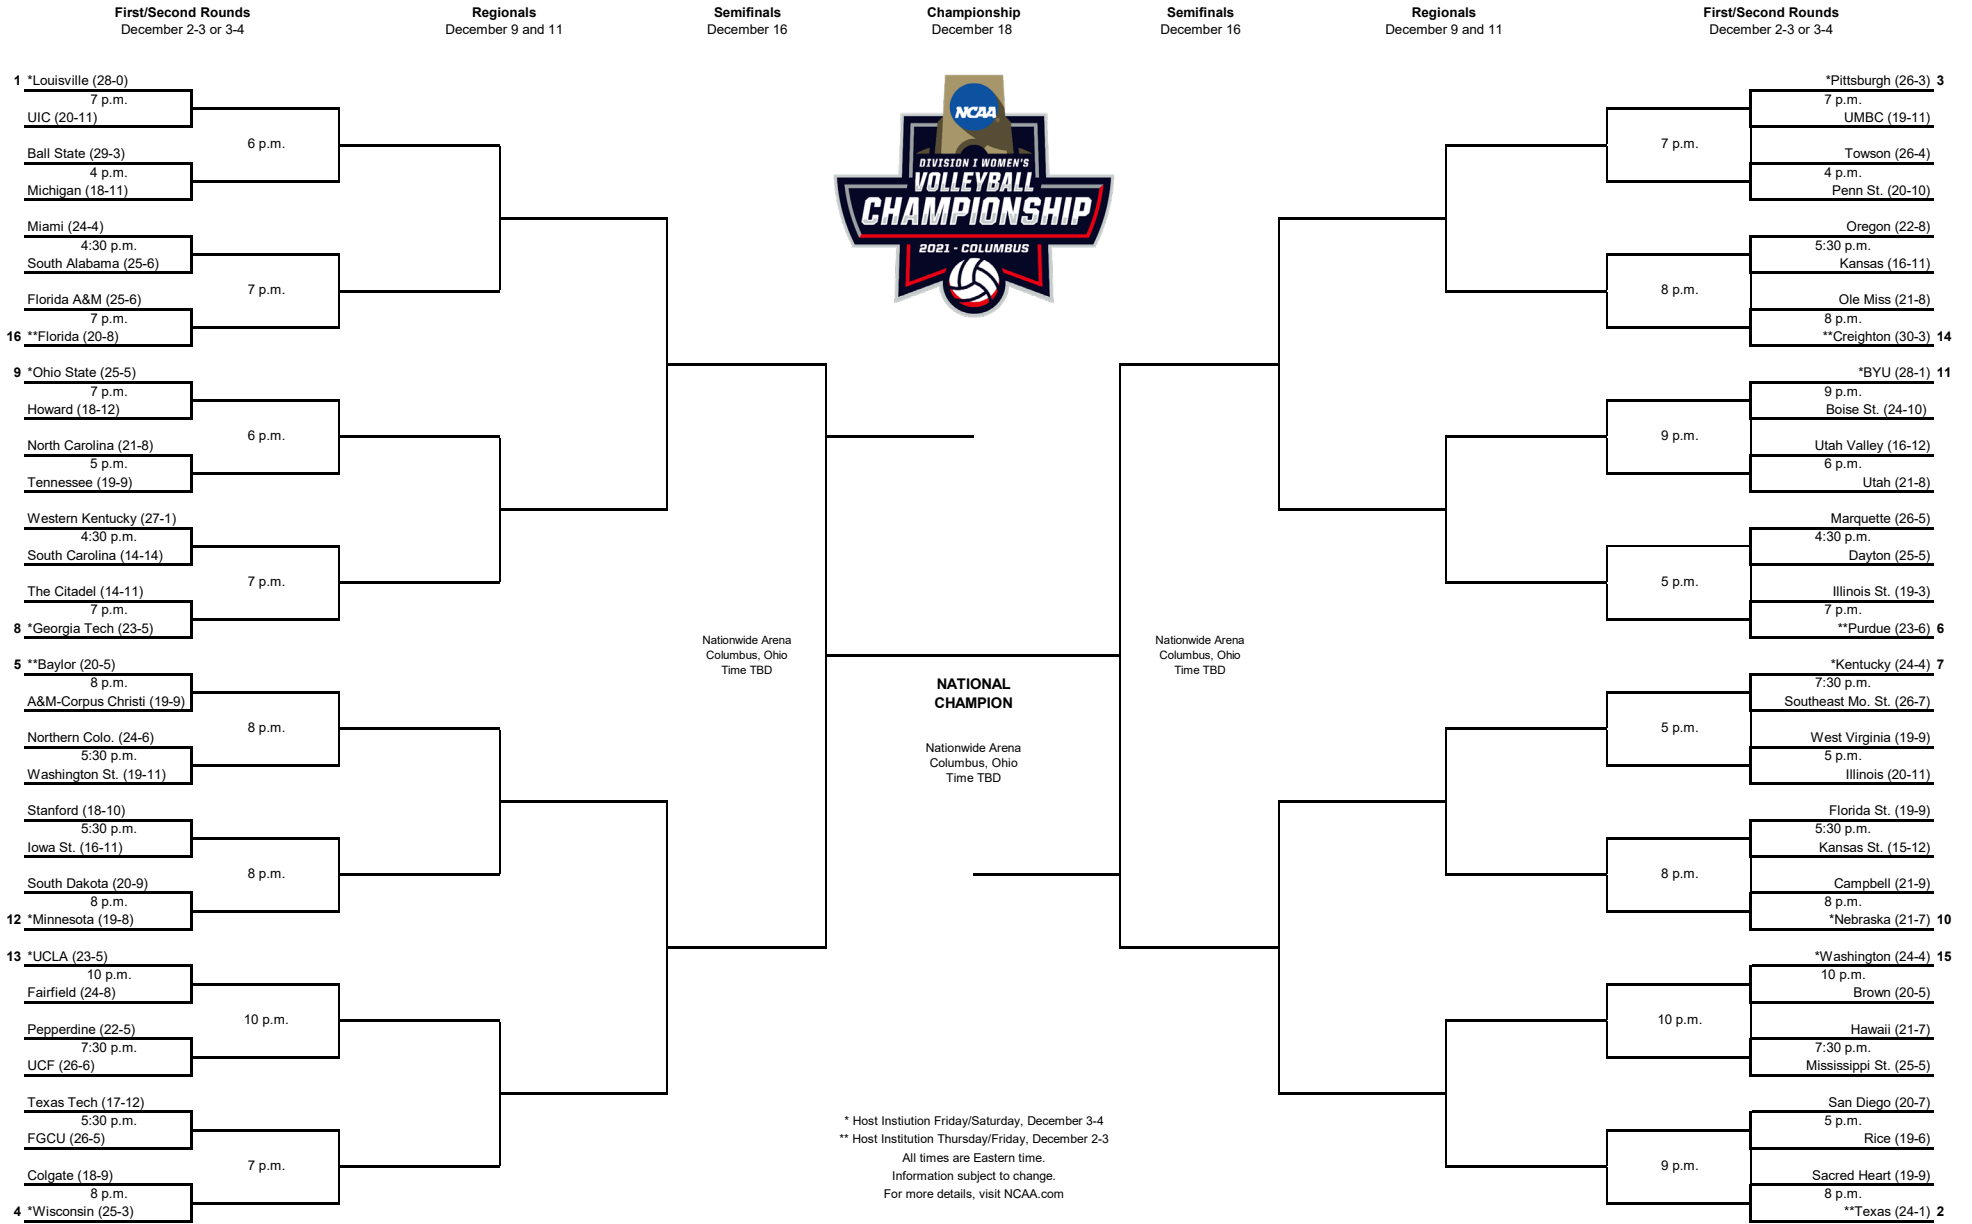 First/Second Rounds
December 2-3 or 3-4
Regionals
December 9 and 11
Semifinals
December 16
Championship
December 18
Semifinals
December 16
Regionals
December 9 and 11
First/Second Rounds
December 2-3 or 3-4
1 *Louisville (28-0)
7 p.m.
UIC (20-11)
6 p.m.
Ball State (29-3)
4 p.m.
Michigan (18-11)
Miami (24-4)
4:30 p.m.
South Alabama (25-6)
7 p.m.
Florida A&M (25-6)
7 p.m.
16 **Florida (20-8)
9 *Ohio State (25-5)
7 p.m.
Howard (18-12)
6 p.m.
North Carolina (21-8)
5 p.m.
Tennessee (19-9)
Western Kentucky (27-1)
4:30 p.m.
South Carolina (14-14)
7 p.m.
The Citadel (14-11)
7 p.m.
8 *Georgia Tech (23-5)
5 **Baylor (20-5)
8 p.m.
A&M-Corpus Christi (19-9)
8 p.m.
Northern Colo. (24-6)
5:30 p.m.
Washington St. (19-11)
Stanford (18-10)
5:30 p.m.
Iowa St. (16-11)
8 p.m.
South Dakota (20-9)
8 p.m.
12 *Minnesota (19-8)
13 *UCLA (23-5)
10 p.m.
Fairfield (24-8)
10 p.m.
Pepperdine (22-5)
7:30 p.m.
UCF (26-6)
Texas Tech (17-12)
5:30 p.m.
FGCU (26-5)
7 p.m.
Colgate (18-9)
8 p.m.
4 *Wisconsin (25-3)
Nationwide Arena
Columbus, Ohio
Time TBD
NCAA
DIVISION I WOMEN'S
VOLLEYBALL
CHAMPIONSHIP
2021 - COLUMBUS
NATIONAL
CHAMPION
Nationwide Arena
Columbus, Ohio
Time TBD
* Host Instiution Friday/Saturday, December 3-4
** Host Institution Thursday/Friday, December 2-3
All times are Eastern time.
Information subject to change.
For more details, visit NCAA.com
Nationwide Arena
Columbus, Ohio
Time TBD
*Pittsburgh (26-3) 3
7 p.m.
UMBC (19-11)
7 p.m.
Towson (26-4)
4 p.m.
Penn St. (20-10)
Oregon (22-8)
5:30 p.m.
Kansas (16-11)
8 p.m.
Ole Miss (21-8)
8 p.m.
**Creighton (30-3) 14
*BYU (28-1) 11
9 p.m.
Boise St. (24-10)
9 p.m.
Utah Valley (16-12)
6 p.m.
Utah (21-8)
Marquette (26-5)
4:30 p.m.
Dayton (25-5)
5 p.m.
Illinois St. (19-3)
7 p.m.
**Purdue (23-6) 6
*Kentucky (24-4) 7
7:30 p.m.
Southeast Mo. St. (26-7)
5 p.m.
West Virginia (19-9)
5 p.m.
Illinois (20-11)
Florida St. (19-9)
5:30 p.m.
Kansas St. (15-12)
8 p.m.
Campbell (21-9)
8 p.m.
*Nebraska (21-7) 10
*Washington (24-4) 15
10 p.m.
Brown (20-5)
10 p.m.
Hawaii (21-7)
7:30 p.m.
Mississippi St. (25-5)
San Diego (20-7)
5 p.m.
Rice (19-6)
9 p.m.
Sacred Heart (19-9)
8 p.m.
**Texas (24-1) 2